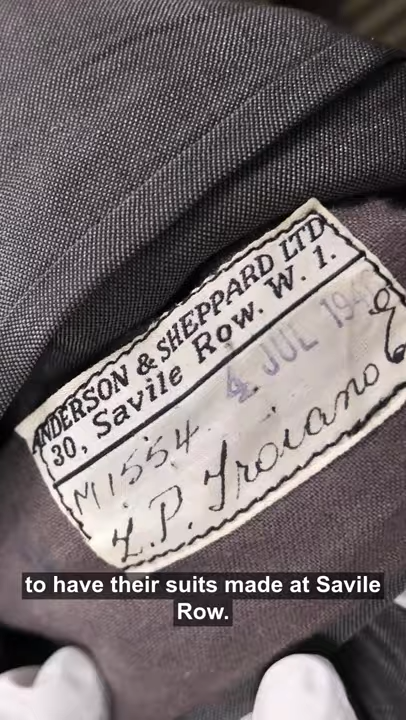 ANDERSON & SHEPPARD LTD
30, Savile Row. W. 1.
4 JUL
M1554
L.P. Troiano
to have their suits made at Savile
Row.